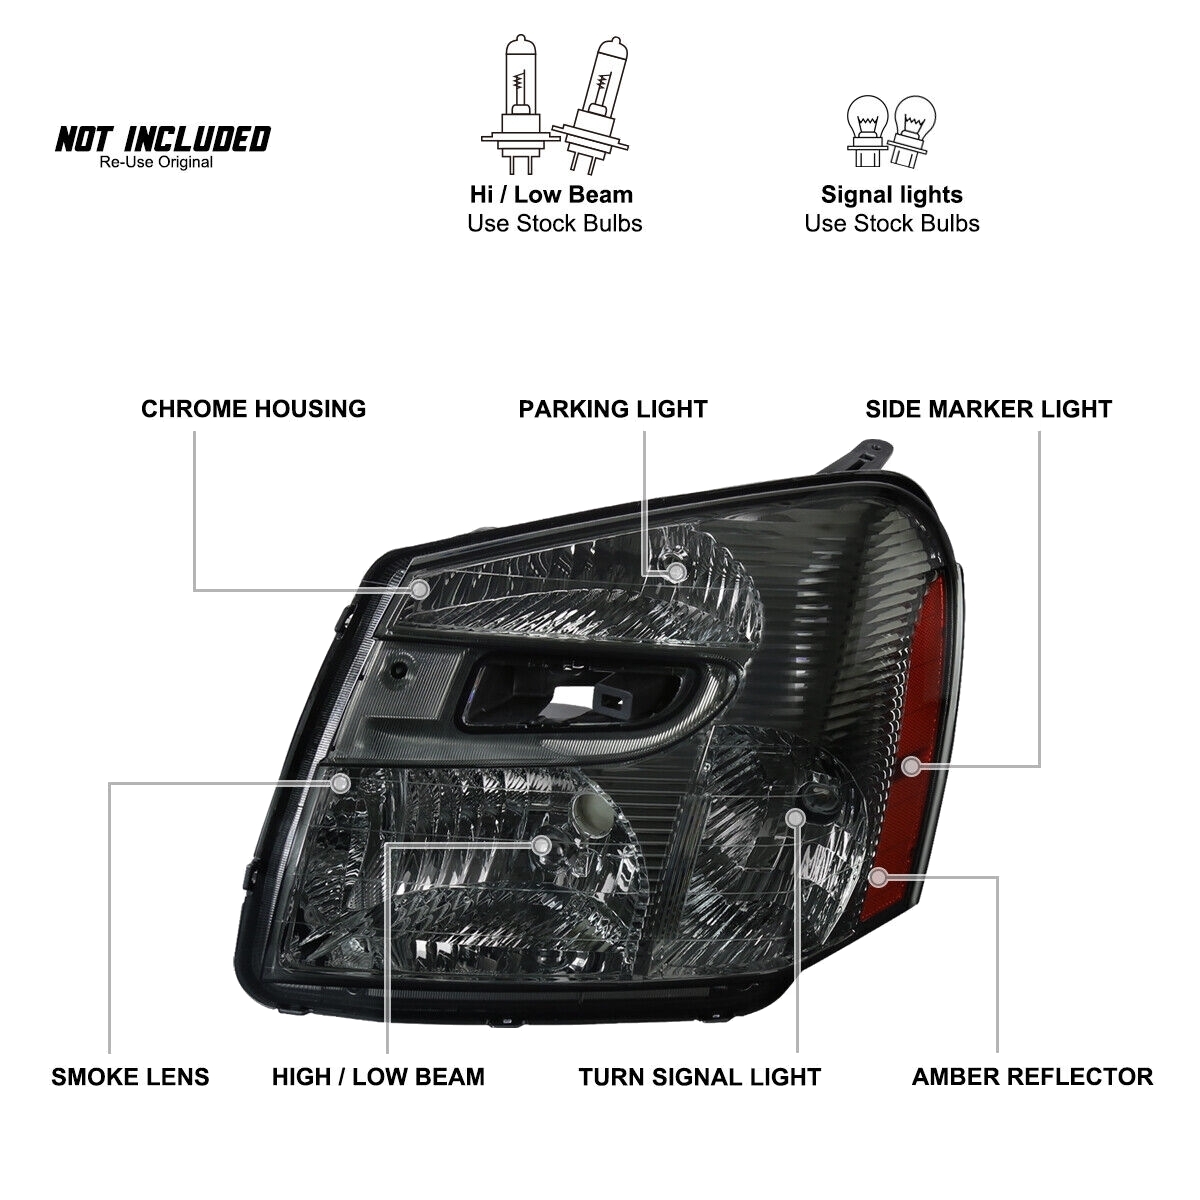 NOT INCLUDED
Re-Use Original
Hi / Low Beam
Use Stock Bulbs
Signal lights
Use Stock Bulbs
CHROME HOUSING
PARKING LIGHT
SIDE MARKER LIGHT
SMOKE LENS
HIGH / LOW BEAM
TURN SIGNAL LIGHT
AMBER REFLECTOR